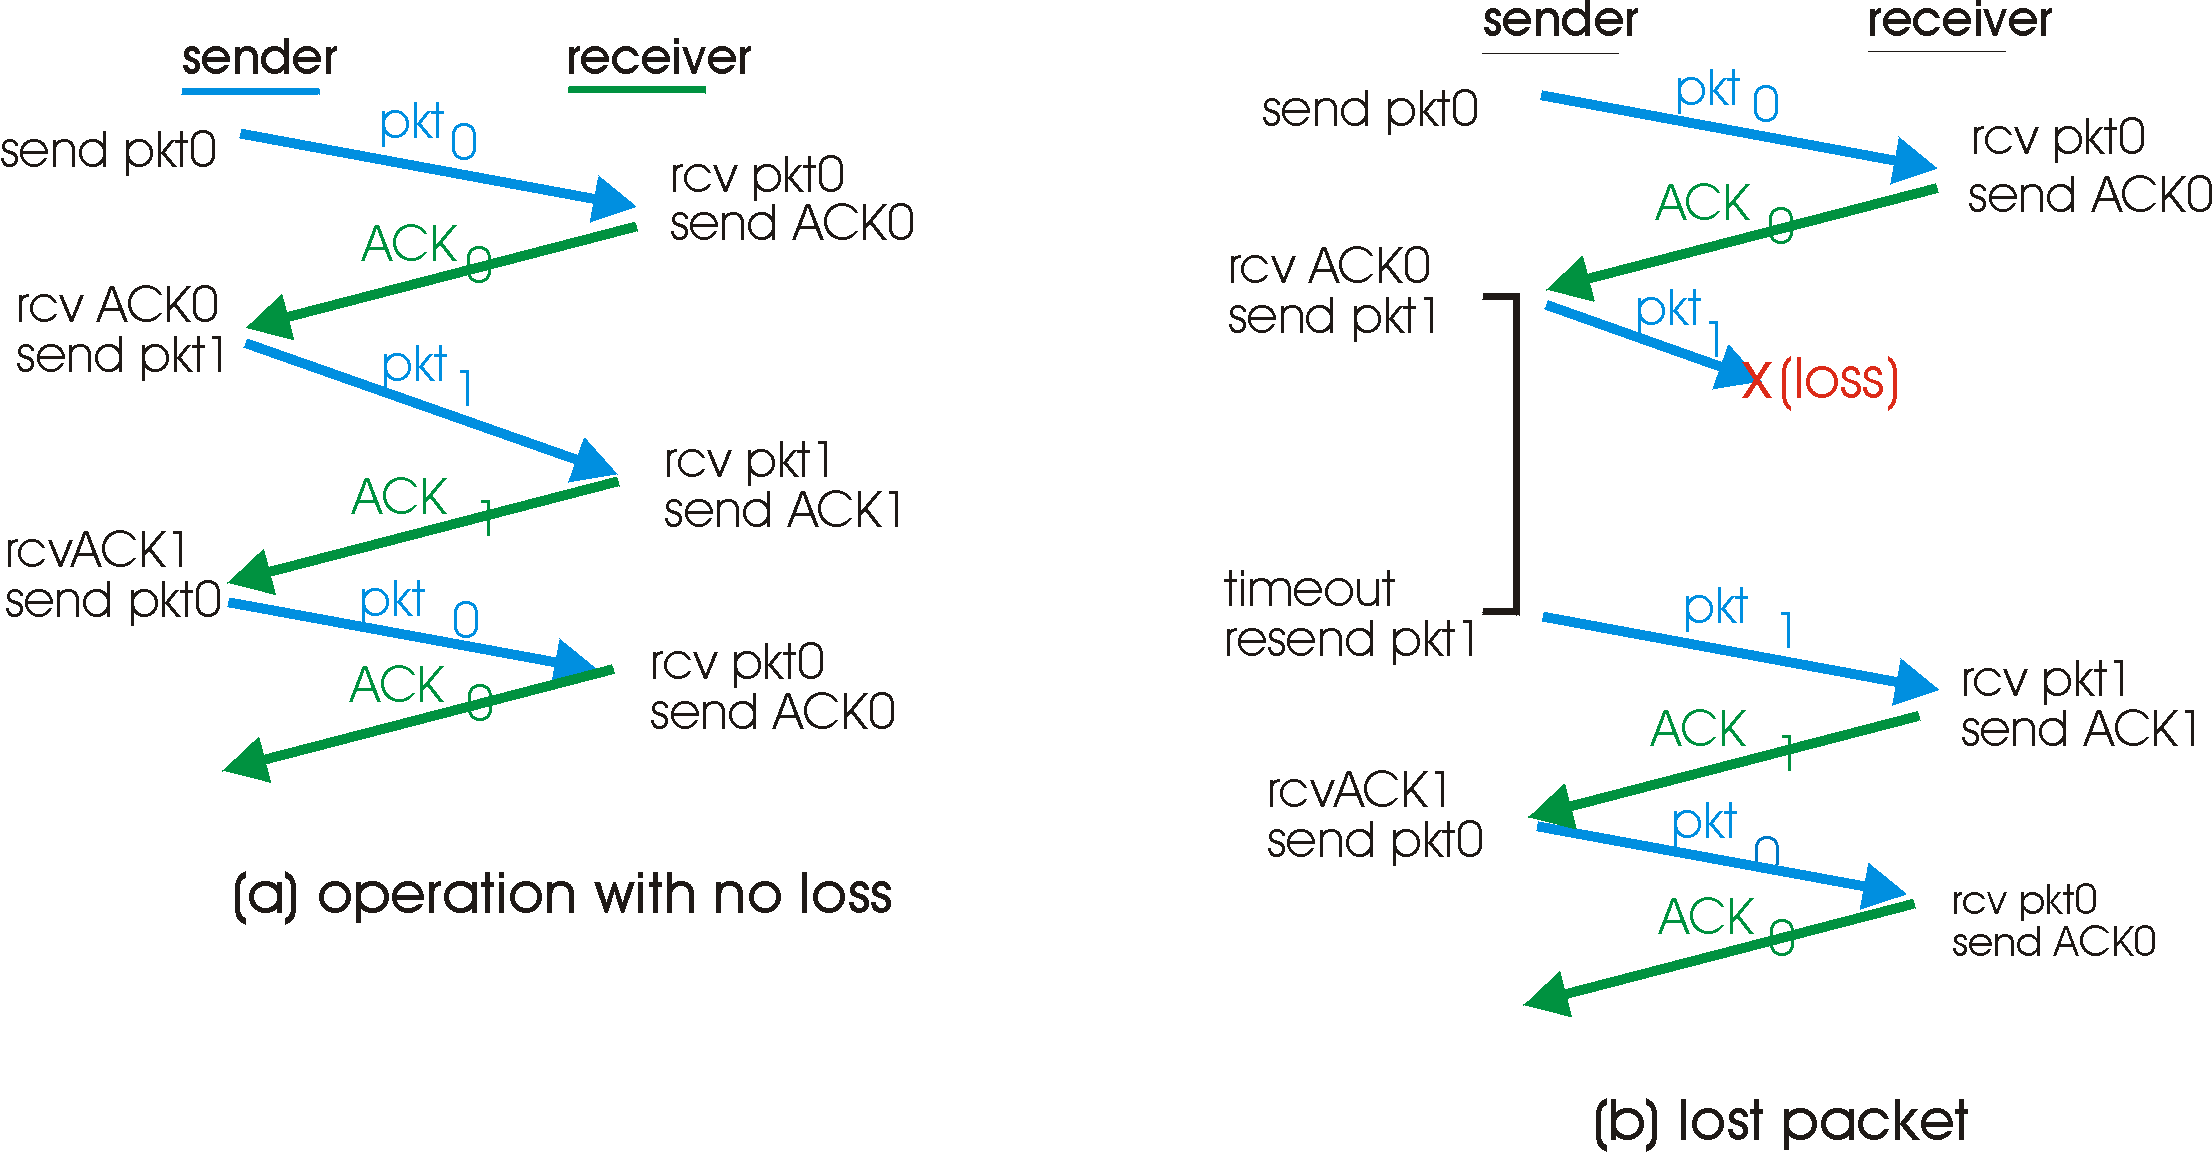 sender receiver
send pkt0
pkt 0
rcv pkt0
send ACK0
ACK 0
rcv ACK0
send pkt1
pkt 1
rcv pkt1
send ACK1
ACK 1
rcvACK1
send pkt0
pkt 0
rcv pkt0
send ACK0
ACK 0
(a) operation with no loss
sender receiver
send pkt0
pkt 0
rcv pkt0
send ACK0
ACK 0
rcv ACK0
send pkt1
pkt 1
X (loss)
timeout
resend pkt1
pkt 1
rcv pkt1
send ACK1
ACK 1
rcvACK1
send pkt0
pkt 0
rcv pkt0
send ACK0
ACK 0
(b) lost packet